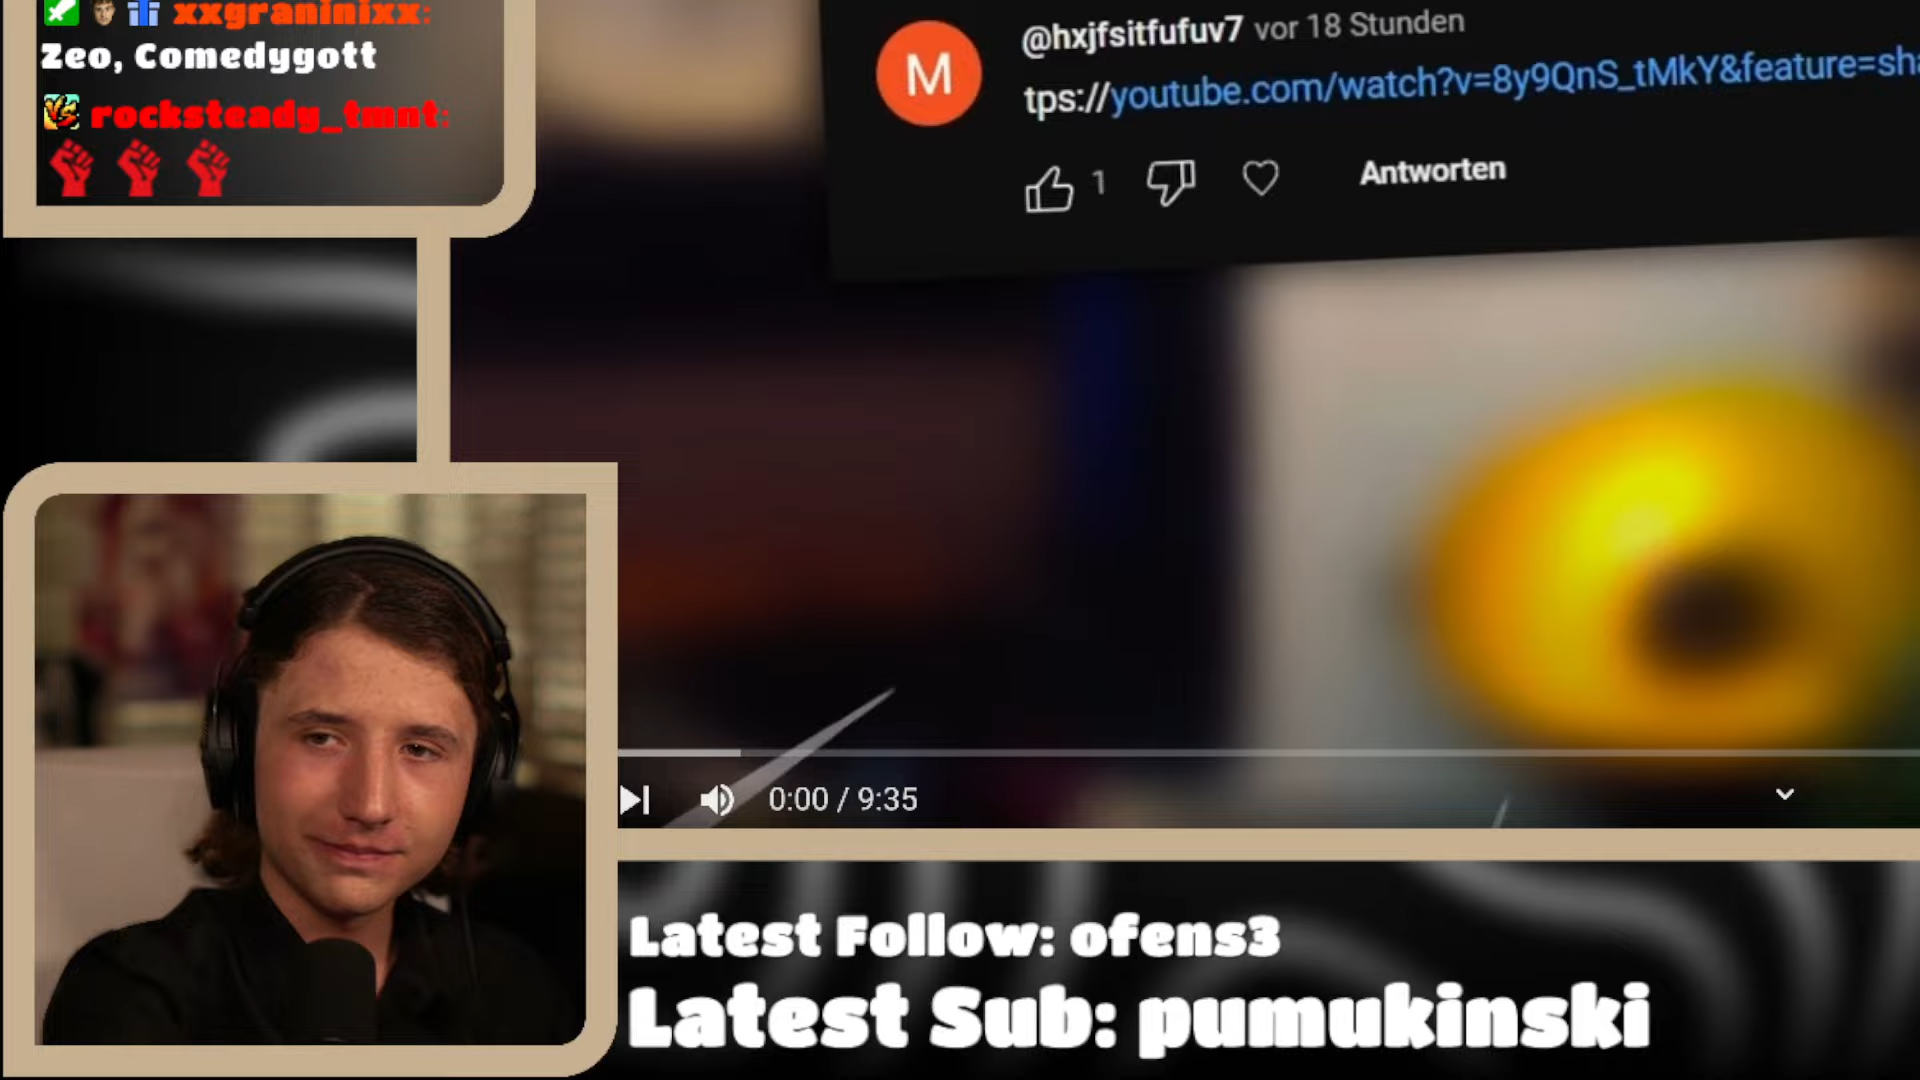 xxgraninixx:
Zeo, Comedygott
rocksteady_tmnt:
M
@hxjfsitfufuv7 vor 18 Stunden
tps://youtube.com/watch?v=8y9QnS_tMkY&feature=sha
1
Antworten
0:00 / 9:35
Latest Follow: ofens3
Latest Sub: pumukinski